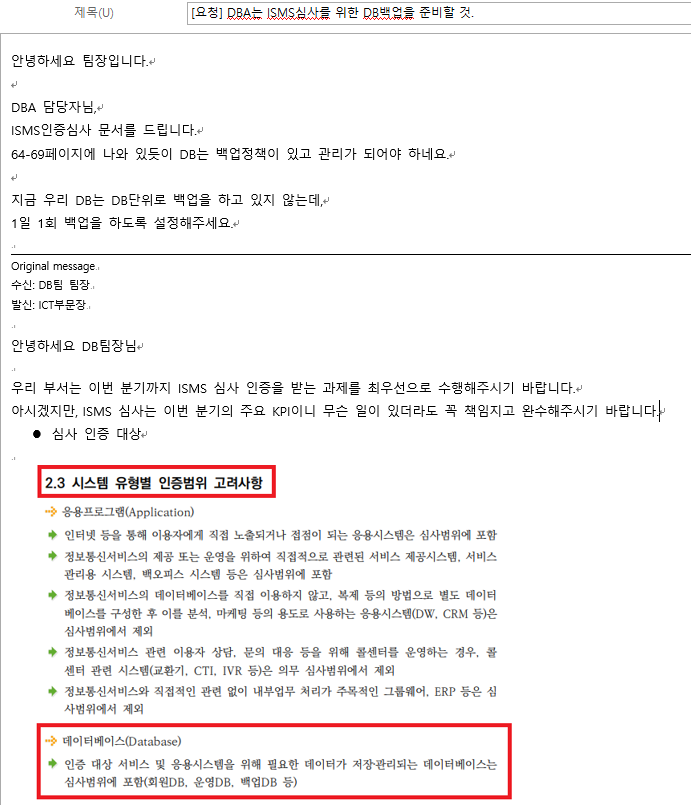 제목(U)
[요청] DBA는 ISMS심사를 위한 DB백업을 준비할 것.
안녕하세요 팀장입니다.
DBA 담당자님,
ISMS인증심사 문서를 드립니다.
64-69페이지에 나와 있듯이 DB는 백업정책이 있고 관리가 되어야 하네요.
지금 우리 DB는 DB단위로 백업을 하고 있지 않는데,
1일 1회 백업을 하도록 설정해주세요.
Original message
수신: DB팀 팀장
발신: ICT부문장
안녕하세요 DB팀장님
우리 부서는 이번 분기까지 ISMS 심사 인증을 받는 과제를 최우선으로 수행해주시기 바랍니다.
아시겠지만, ISMS 심사는 이번 분기의 주요 KPI이니 무슨 일이 있더라도 꼭 책임지고 완수해주시기 바랍니다.
● 심사 인증 대상
2.3 시스템 유형별 인증범위 고려사항
응용프로그램(Application)
인터넷 등을 통해 이용자에게 직접 노출되거나 접점이 되는 응용시스템은 심사범위에 포함
정보통신서비스의 제공 또는 운영을 위하여 직접적으로 관련된 서비스 제공시스템, 서비스
관리용 시스템, 백오피스 시스템 등은 심사범위에 포함
정보통신서비스의 데이터베이스를 직접 이용하지 않고, 복제 등의 방법으로 별도 데이터
베이스를 구성한 후 이를 분석, 마케팅 등의 용도로 사용하는 응용시스템(DW, CRM 등)은
심사범위에서 제외
정보통신서비스 관련 이용자 상담, 문의 대응 등을 위해 콜센터를 운영하는 경우, 콜
센터 관련 시스템(교환기, CTI, IVR 등)은 의무 심사범위에서 제외
정보통신서비스와 직접적인 관련 없이 내부업무 처리가 주목적인 그룹웨어, ERP 등은 심
사범위에서 제외
데이터베이스(Database)
인증 대상 서비스 및 응용시스템을 위해 필요한 데이터가 저장·관리되는 데이터베이스는
심사범위에 포함(회원DB, 운영DB, 백업DB 등)